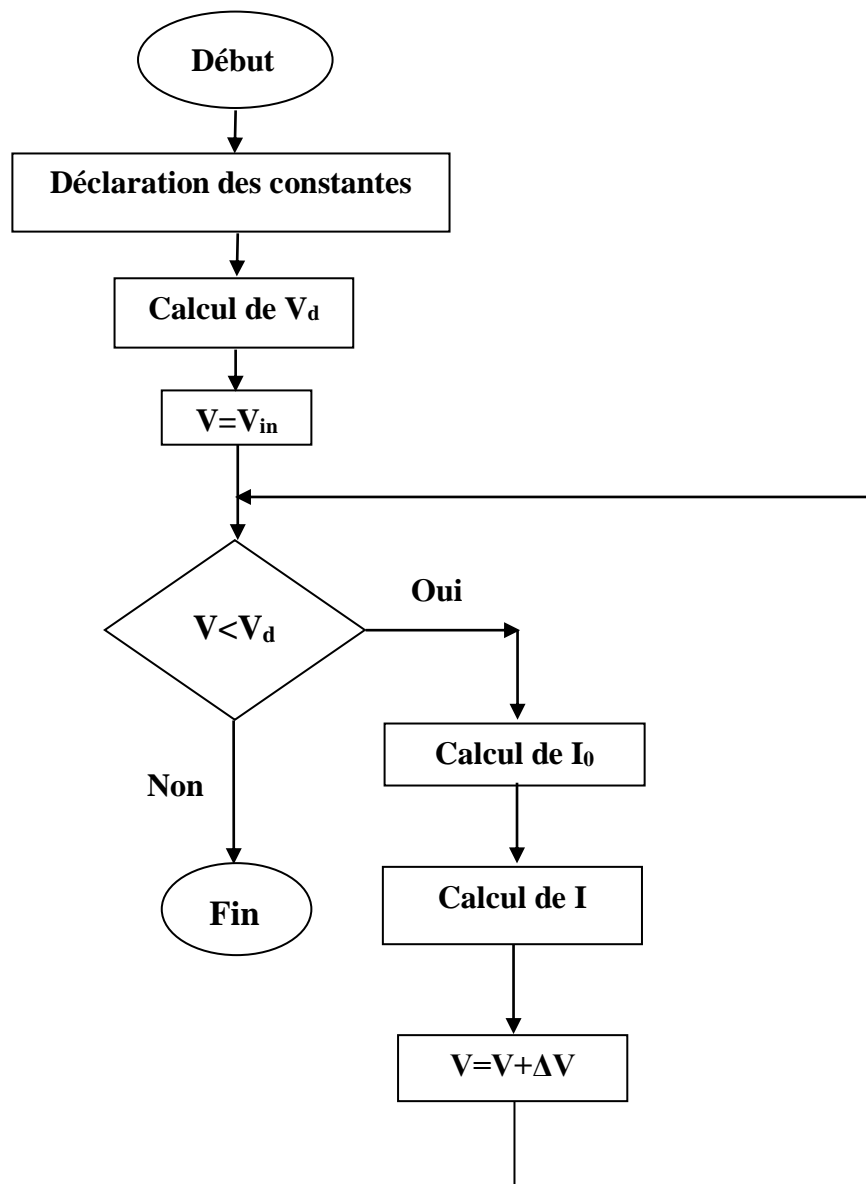 Début
Déclaration des constantes
Calcul de Vd
V=Vin
V<Vd
Oui
Calcul de I0
Non
Calcul de I
Fin
V=V+ΔV